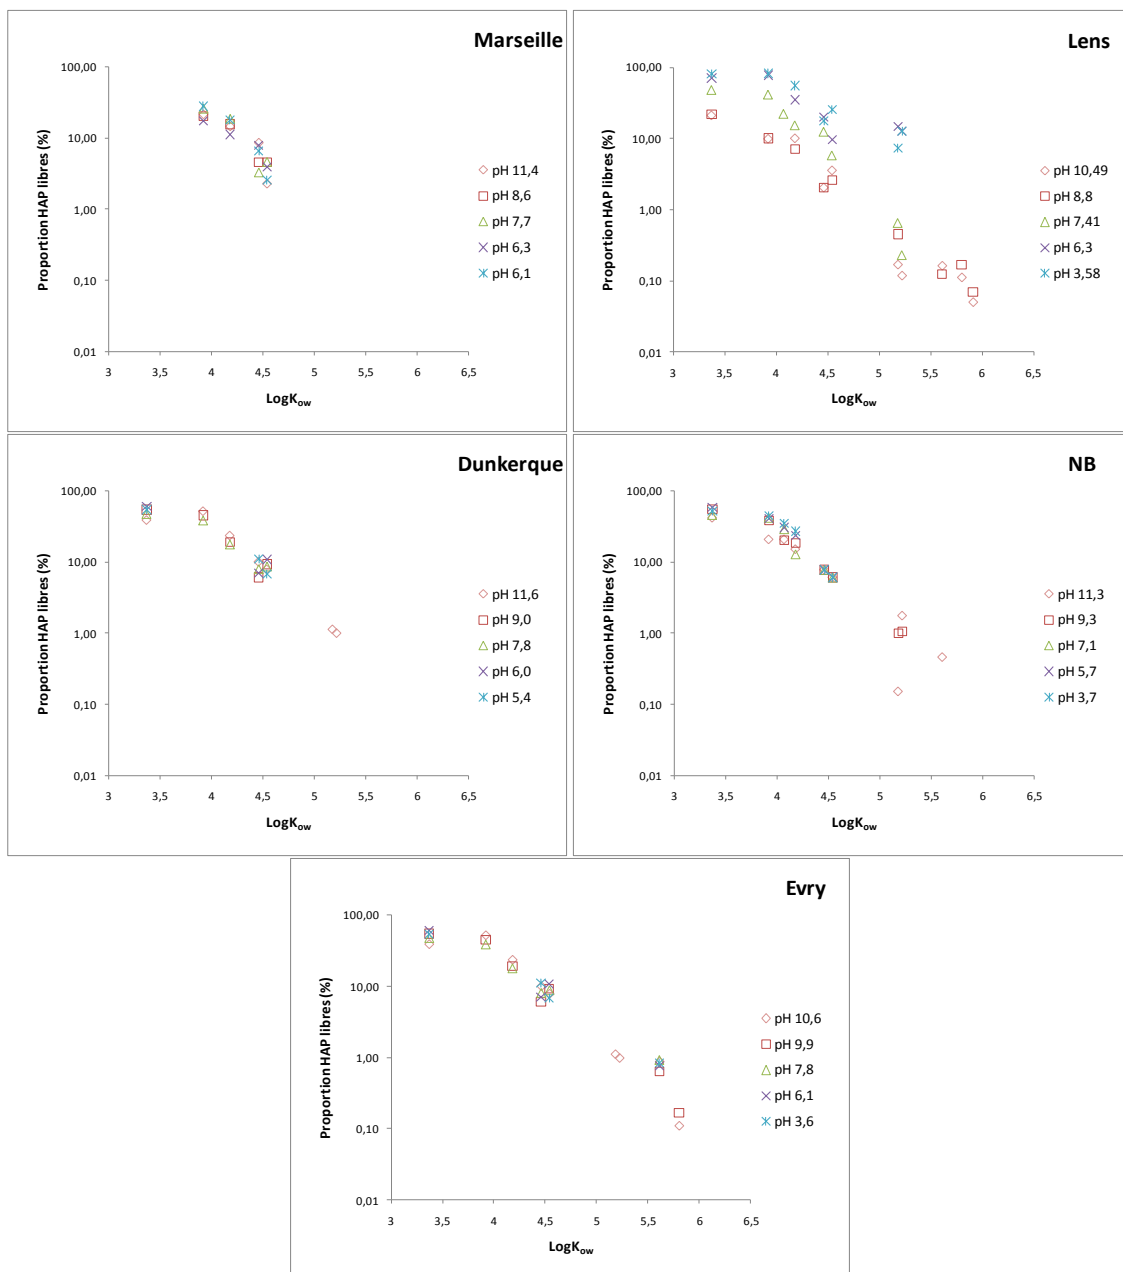 Marseille
Proportion HAP libres (%)
100,00
10,00
1,00
0,10
0,01
3 3,5 4 4,5 5 5,5 6 6,5
LogKow
pH 11,4
pH 8,6
pH 7,7
pH 6,3
pH 6,1
Lens
Proportion HAP libres (%)
100,00
10,00
1,00
0,10
0,01
3 3,5 4 4,5 5 5,5 6 6,5
LogKow
pH 10,49
pH 8,8
pH 7,41
pH 6,3
pH 3,58
Dunkerque
Proportion HAP libres (%)
100,00
10,00
1,00
0,10
0,01
3 3,5 4 4,5 5 5,5 6 6,5
LogKow
pH 11,6
pH 9,0
pH 7,8
pH 6,0
pH 5,4
NB
Proportion HAP libres (%)
100,00
10,00
1,00
0,10
0,01
3 3,5 4 4,5 5 5,5 6 6,5
LogKow
pH 11,3
pH 9,3
pH 7,1
pH 5,7
pH 3,7
Evry
Proportion HAP libres (%)
100,00
10,00
1,00
0,10
0,01
3 3,5 4 4,5 5 5,5 6 6,5
LogKow
pH 10,6
pH 9,9
pH 7,8
pH 6,1
pH 3,6